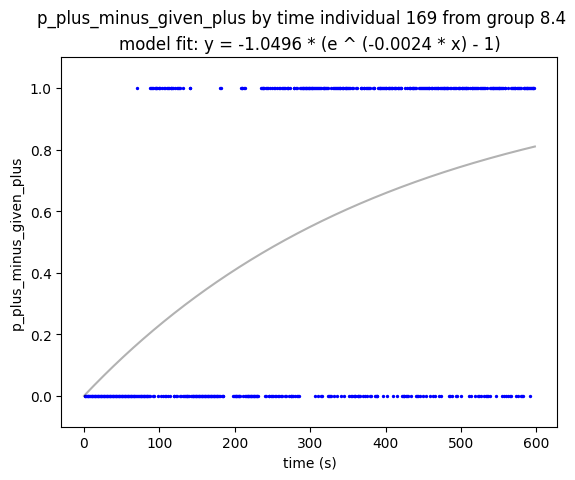 p_plus_minus_given_plus by time individual 169 from group 8.4
model fit: y = -1.0496 * (e ^ (-0.0024 * x) - 1)
p_plus_minus_given_plus
1.0
0.8
0.6
0.4
0.2
0.0
0 100 200 300 400 500 600
time (s)